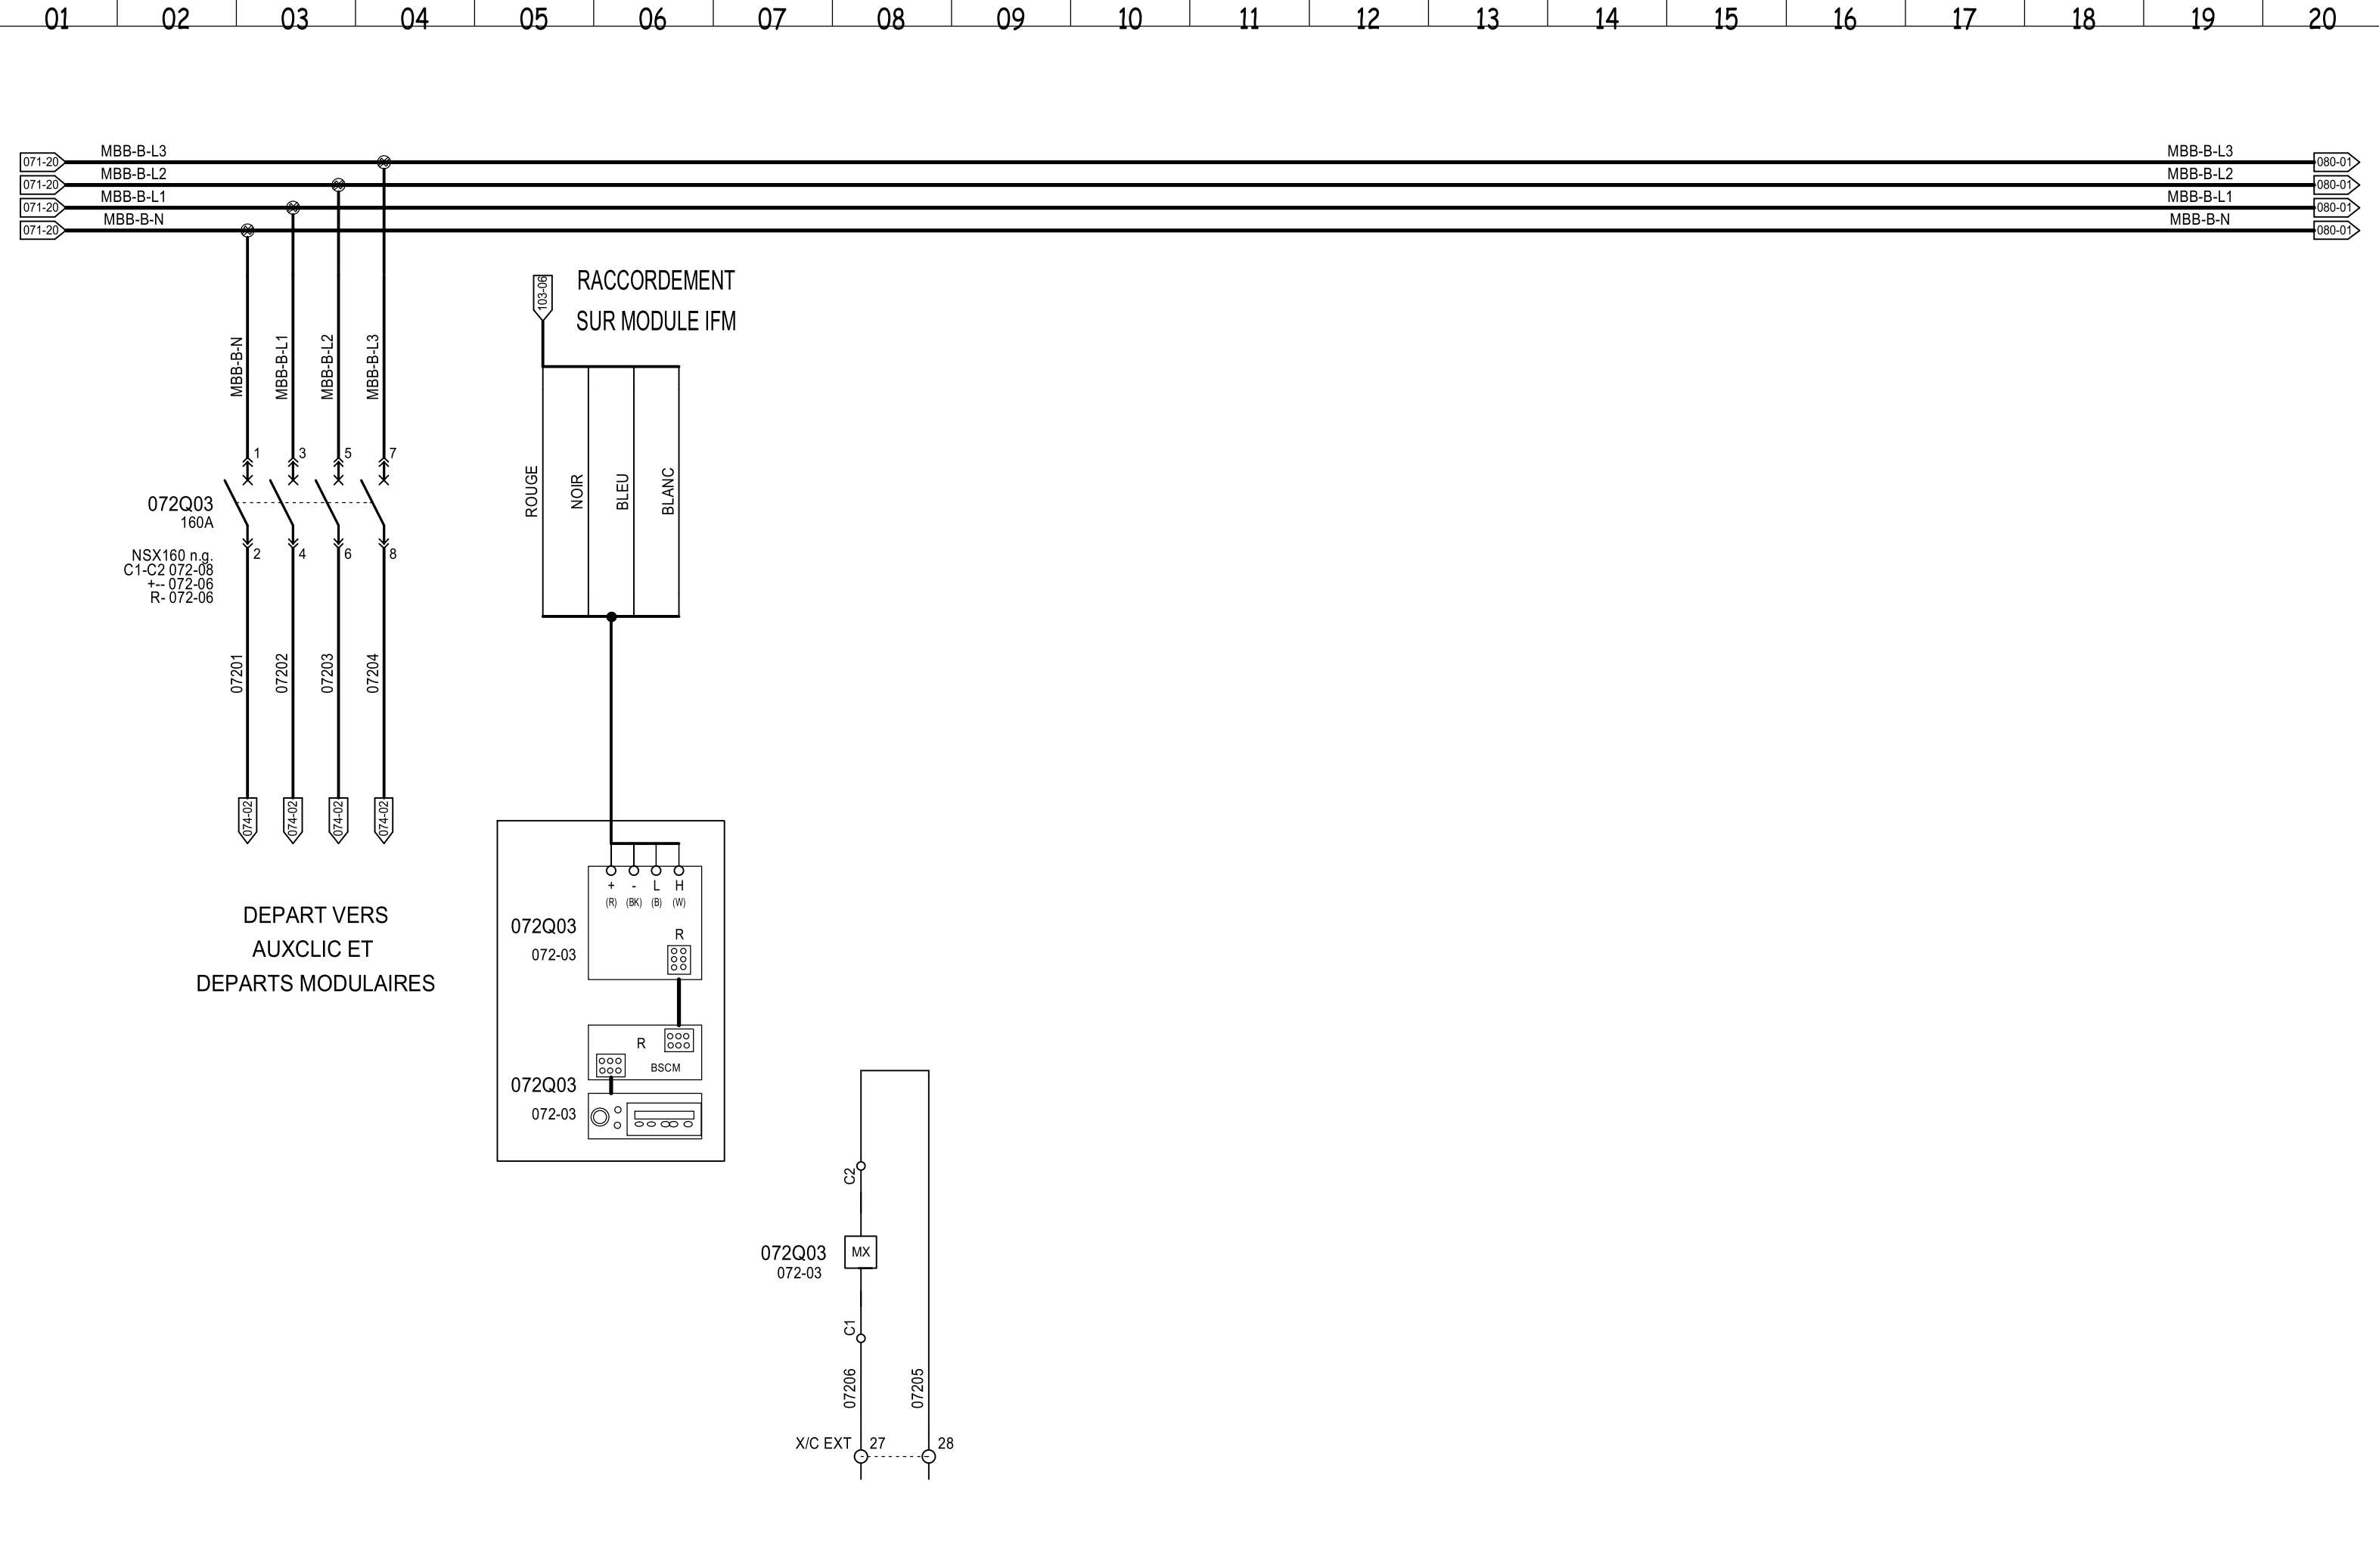 01 02 03 04 05 06 07 08 09 10 11 12 13 14 15 16 17 18 19 20
071-20 MBB-B-L3 MBB-B-L3 080-01
071-20 MBB-B-L2 MBB-B-L2 080-01
071-20 MBB-B-L1 MBB-B-L1 080-01
071-20 MBB-B-N MBB-B-N 080-01
103-06
RACCORDEMENT
SUR MODULE IFM
MBB-B-N MBB-B-L1 MBB-B-L2 MBB-B-L3
1 3 5 7
ROUGE NOIR BLEU BLANC
072Q03
160A
2 4 6 8
NSX160 n.g.
C1-C2 072-08
+-- 072-06
R- 072-06
07201 07202 07203 07204
074-02 074-02 074-02 074-02
DEPART VERS
AUXCLIC ET
DEPARTS MODULAIRES
+ - L H
(R) (BK) (B) (W)
072Q03
072-03
R
R
BSCM
072Q03
072-03
C2
072Q03
072-03
MX
C1
07206 07205
X/C EXT 27 28